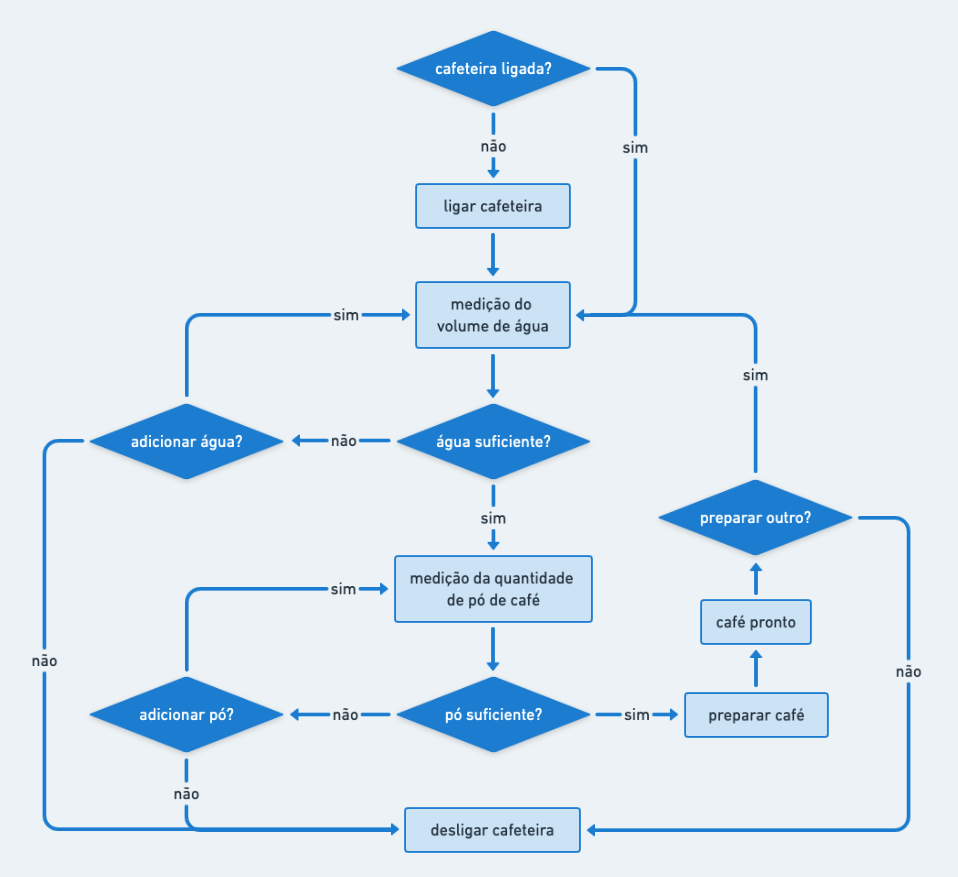 cafeteira ligada?
não
sim
ligar cafeteira
medição do
volume de água
sim
sim
adicionar água?
não
água suficiente?
sim
preparar outro?
medição da quantidade
de pó de café
sim
café pronto
não
não
adicionar pó?
não
pó suficiente?
sim
preparar café
não
desligar cafeteira